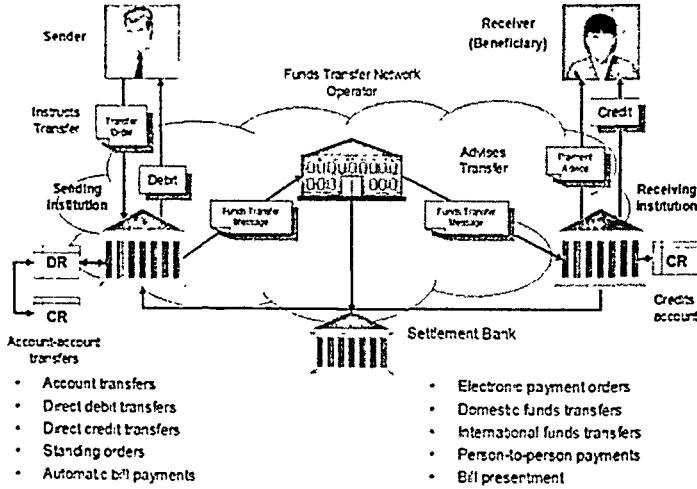 Sender
Receiver
(Beneficiary)
Funds Transfer Network
Operator
Instructs
Transfer
Transfer
Order
Credit
Debit
Advises
Transfer
Payment
Advice
Sending
Institution
Receiving
Institution
Funds Transfer
Message
Funds Transfer
Message
DR
CR
CR
Credits
account
Account-account
transfers
Settlement Bank
• Account transfers
• Direct debit transfers
• Direct credit transfers
• Standing orders
• Automatic bill payments
• Electronic payment orders
• Domestic funds transfers
• International funds transfers
• Person-to-person payments
• Bill presentment